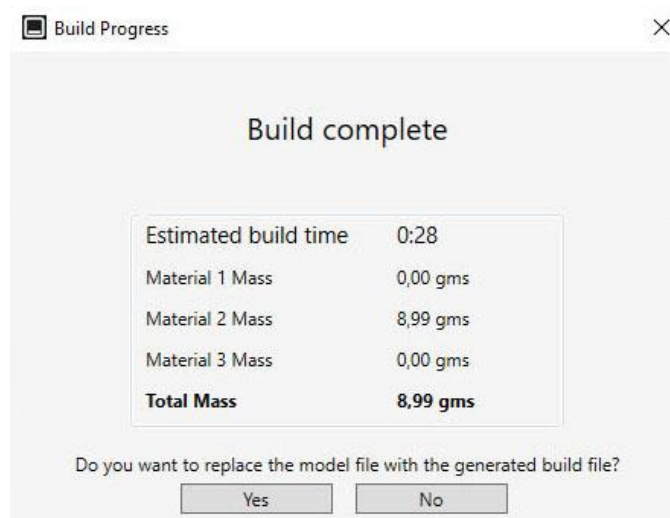 Build Progress
Build complete
Estimated build time 0:28
Material 1 Mass 0,00 gms
Material 2 Mass 8,99 gms
Material 3 Mass 0,00 gms
Total Mass 8,99 gms
Do you want to replace the model file with the generated build file?
Yes No